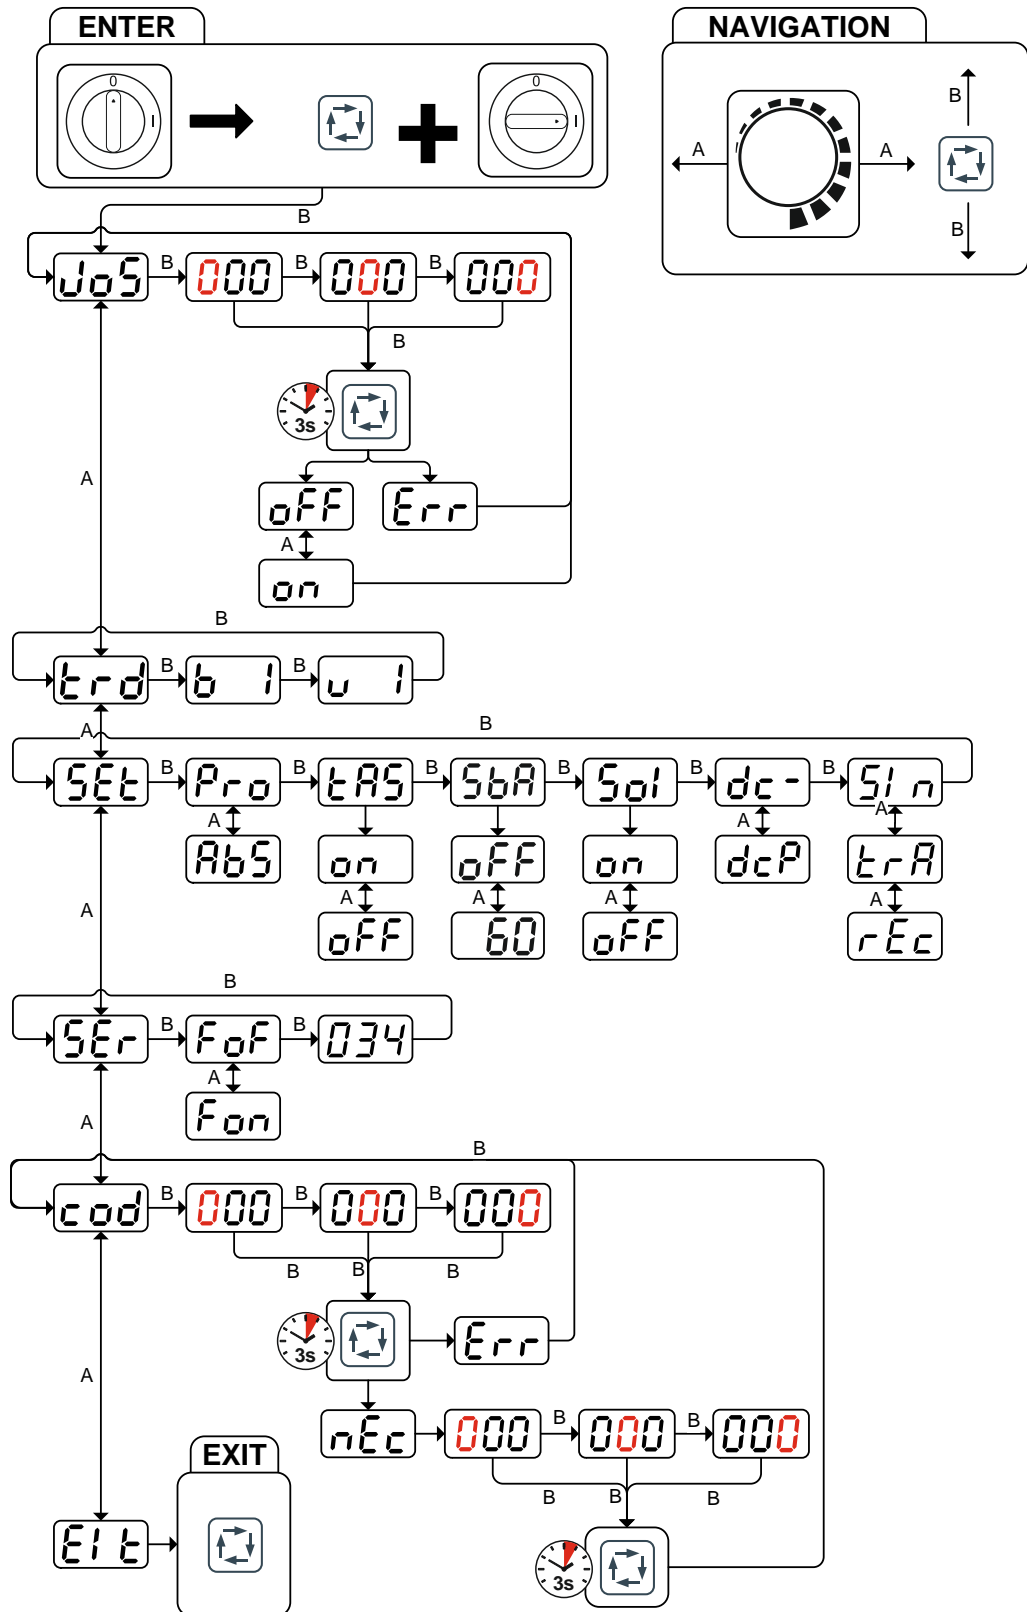 ENTER
NAVIGATION
0
I
0
I
B
A
A
B
B
JoS
B
000
B
000
B
000
B
3s
A
oFF
Err
A
on
B
trd
B
b 1
B
u 1
A
B
SEt
B
Pro
B
tAS
B
SbA
B
Sol
B
dc-
B
SIn
A
AbS
on
oFF
on
A
dcP
A
trA
A
A
oFF
A
60
A
oFF
A
rEc
B
SEr
B
FoF
B
034
A
Fon
A
B
cod
B
000
B
000
B
000
B
B
B
3s
Err
A
nEc
000
B
000
B
000
B
B
B
EXIT
EIt
3s